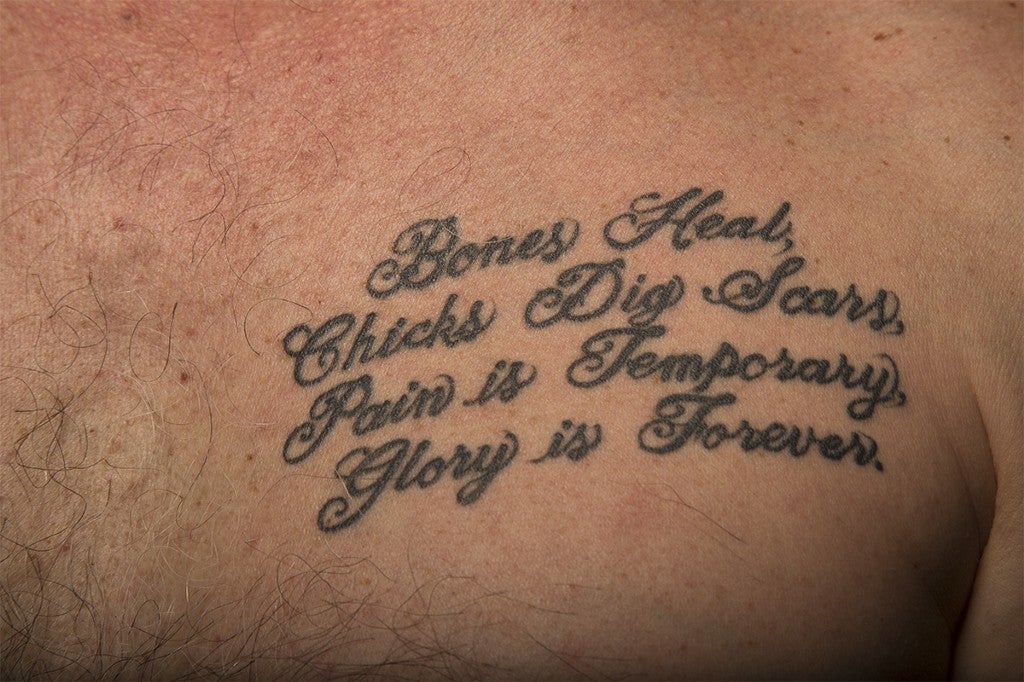 Bones Heal,
Chicks Dig Scars,
Pain is Temporary,
Glory is Forever.